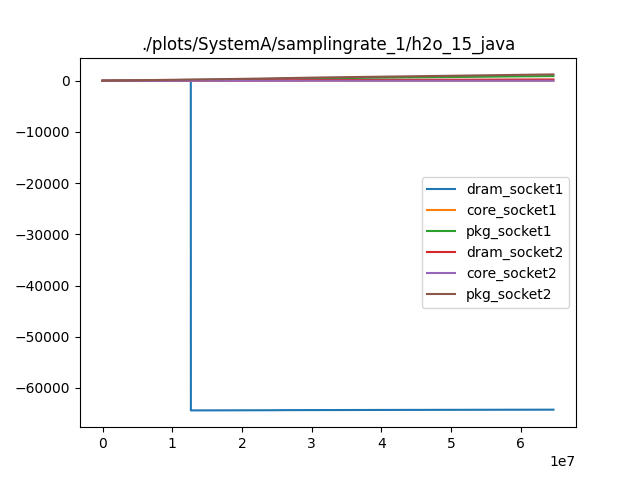 ./plots/SystemA/samplingrate_1/h2o_15_java
0
−10000
−20000
−30000
−40000
−50000
−60000
dram_socket1
core_socket1
pkg_socket1
dram_socket2
core_socket2
pkg_socket2
0 1 2 3 4 5 6
1e7